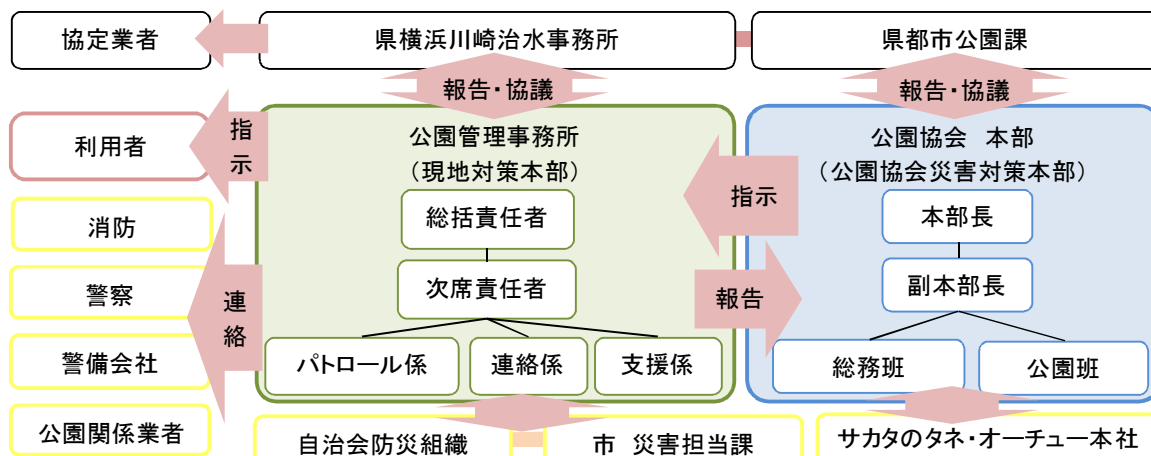 協定業者
県横浜川崎治水事務所
県都市公園課
報告・協議
報告・協議
利用者
指示
公園管理事務所
（現地対策本部）
公園協会 本部
（公園協会災害対策本部）
指示
総括責任者
本部長
消防
警察
次席責任者
副本部長
連絡
報告
警備会社
パトロール係
連絡係
支援係
総務班
公園班
公園関係業者
自治会防災組織
市 災害担当課
サカタのタネ・オーチュー本社